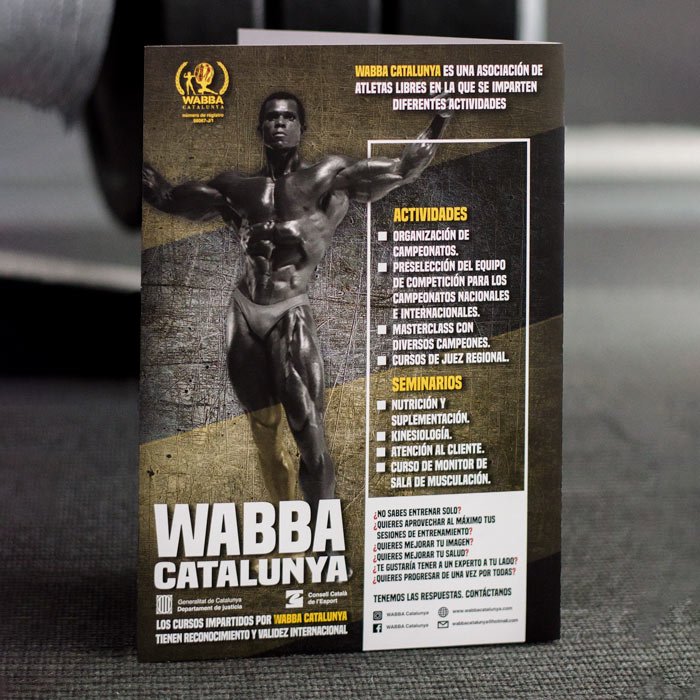 WABBA
CATALUNYA
número de registro
WABBA CATALUNYA ES UNA ASOCIACIÓN DE
ATLETAS LIBRES EN LA QUE SE IMPARTEN
DIFERENTES ACTIVIDADES
ACTIVIDADES
ORGANIZACIÓN DE
CAMPEONATOS.
PRESELECCIÓN DEL EQUIPO
DE COMPETICIÓN PARA LOS
CAMPEONATOS NACIONALES
E INTERNACIONALES.
MASTERCLASS CON
DIVERSOS CAMPEONES.
CURSOS DE JUEZ REGIONAL.
SEMINARIOS
NUTRICIÓN Y
SUPLEMENTACIÓN.
KINESIOLOGÍA.
ATENCIÓN AL CLIENTE.
CURSO DE MONITOR DE
SALA DE MUSCULACIÓN.
WABBA
CATALUNYA
Generalitat de Catalunya
Departament de justícia
Consell Català
de l'Esport
LOS CURSOS IMPARTIDOS POR WABBA CATALUNYA
TIENEN RECONOCIMIENTO Y VALIDEZ INTERNACIONAL
¿NO SABES ENTRENAR SOLO?
¿QUIERES APROVECHAR AL MÁXIMO TUS
SESIONES DE ENTRENAMIENTO?
¿QUIERES MEJORAR TU IMAGEN?
¿QUIERES MEJORAR TU SALUD?
¿TE GUSTARÍA TENER A UN EXPERTO A TU LADO?
¿QUIERES PROGRESAR DE UNA VEZ POR TODAS?
TENEMOS LAS RESPUESTAS. CONTÁCTANOS
WABBA Catalunya
www.wabbacatalunya.com
WABBA Catalunya
wabbacatalunya@hotmail.com